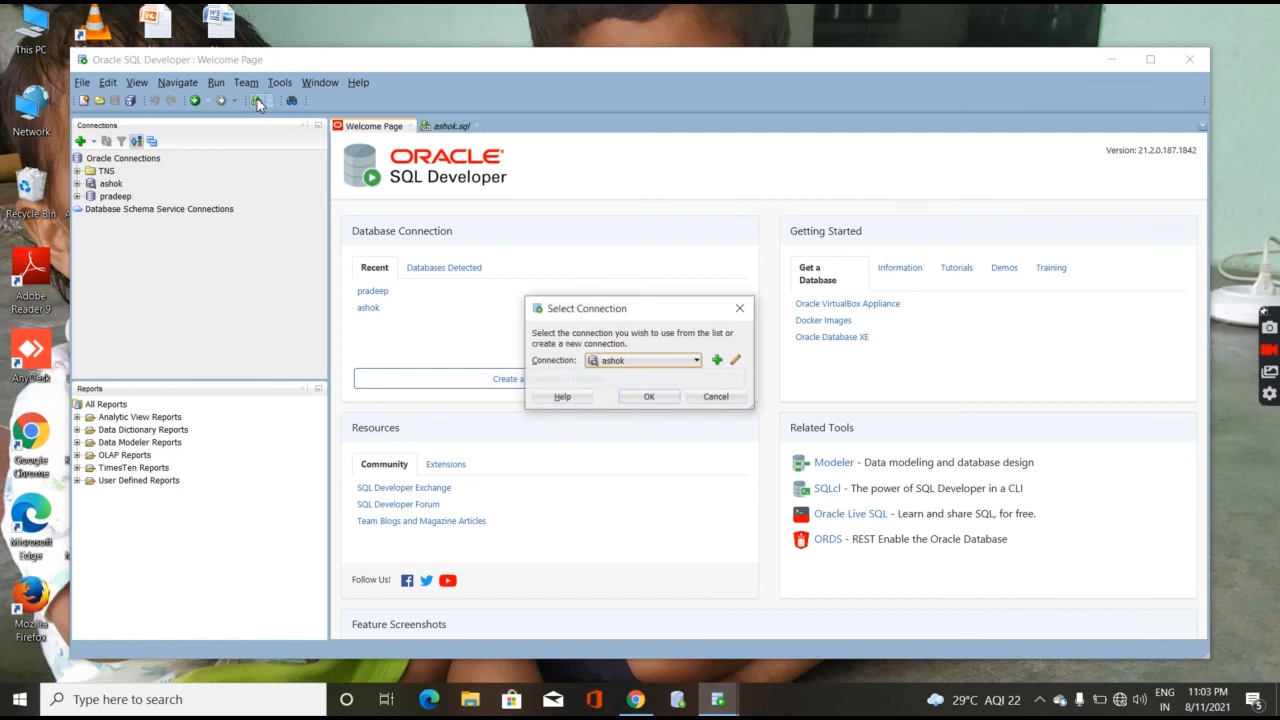 This PC
Network
Recycle Bin
Adobe
Reader 9
AnyDesk
Google
Chrome
Microsoft
Edge
Mozilla
Firefox
Oracle SQL Developer : Welcome Page
File Edit View Navigate Run Team Tools Window Help
Connections
Oracle Connections
TNS
ashok
pradeep
Database Schema Service Connections
Reports
All Reports
Analytic View Reports
Data Dictionary Reports
Data Modeler Reports
OLAP Reports
TimesTen Reports
User Defined Reports
Welcome Page ashok.sql
ORACLE
SQL Developer
Version: 21.2.0.187.1842
Database Connection
Recent Databases Detected
pradeep
ashok
Create a
Select Connection
Select the connection you wish to use from the list or
create a new connection.
Connection: ashok
Help OK Cancel
Getting Started
Get a
Database
Information Tutorials Demos Training
Oracle VirtualBox Appliance
Docker Images
Oracle Database XE
Resources
Community Extensions
SQL Developer Exchange
SQL Developer Forum
Team Blogs and Magazine Articles
Follow Us!
Related Tools
Modeler - Data modeling and database design
SQLcl - The power of SQL Developer in a CLI
Oracle Live SQL - Learn and share SQL, for free.
ORDS - REST Enable the Oracle Database
Feature Screenshots
Type here to search
29°C AQI 22
ENG
IN
11:03 PM
8/11/2021
5